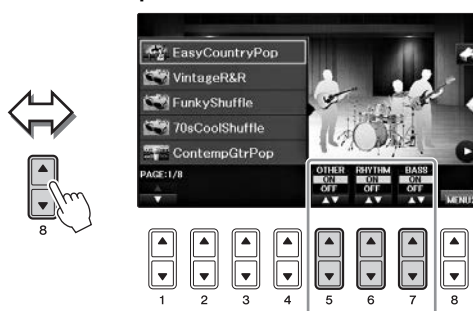 EasyCountryPop
VintageR&R
FunkyShuffle
70sCoolShuffle
ContempGtrPop
PAGE:1/8
OTHER RHYTHM BASS
ON ON ON
OFF OFF OFF
MENU2
8
1 2 3 4 5 6 7 8